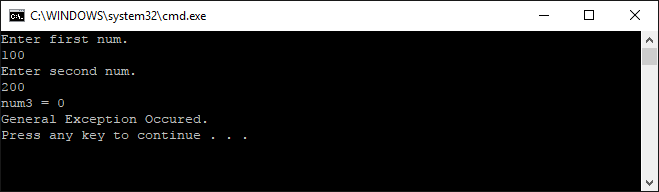 C:\WINDOWS\system32\cmd.exe
Enter first num.
100
Enter second num.
200
num3 = 0
General Exception Occured.
Press any key to continue . . .